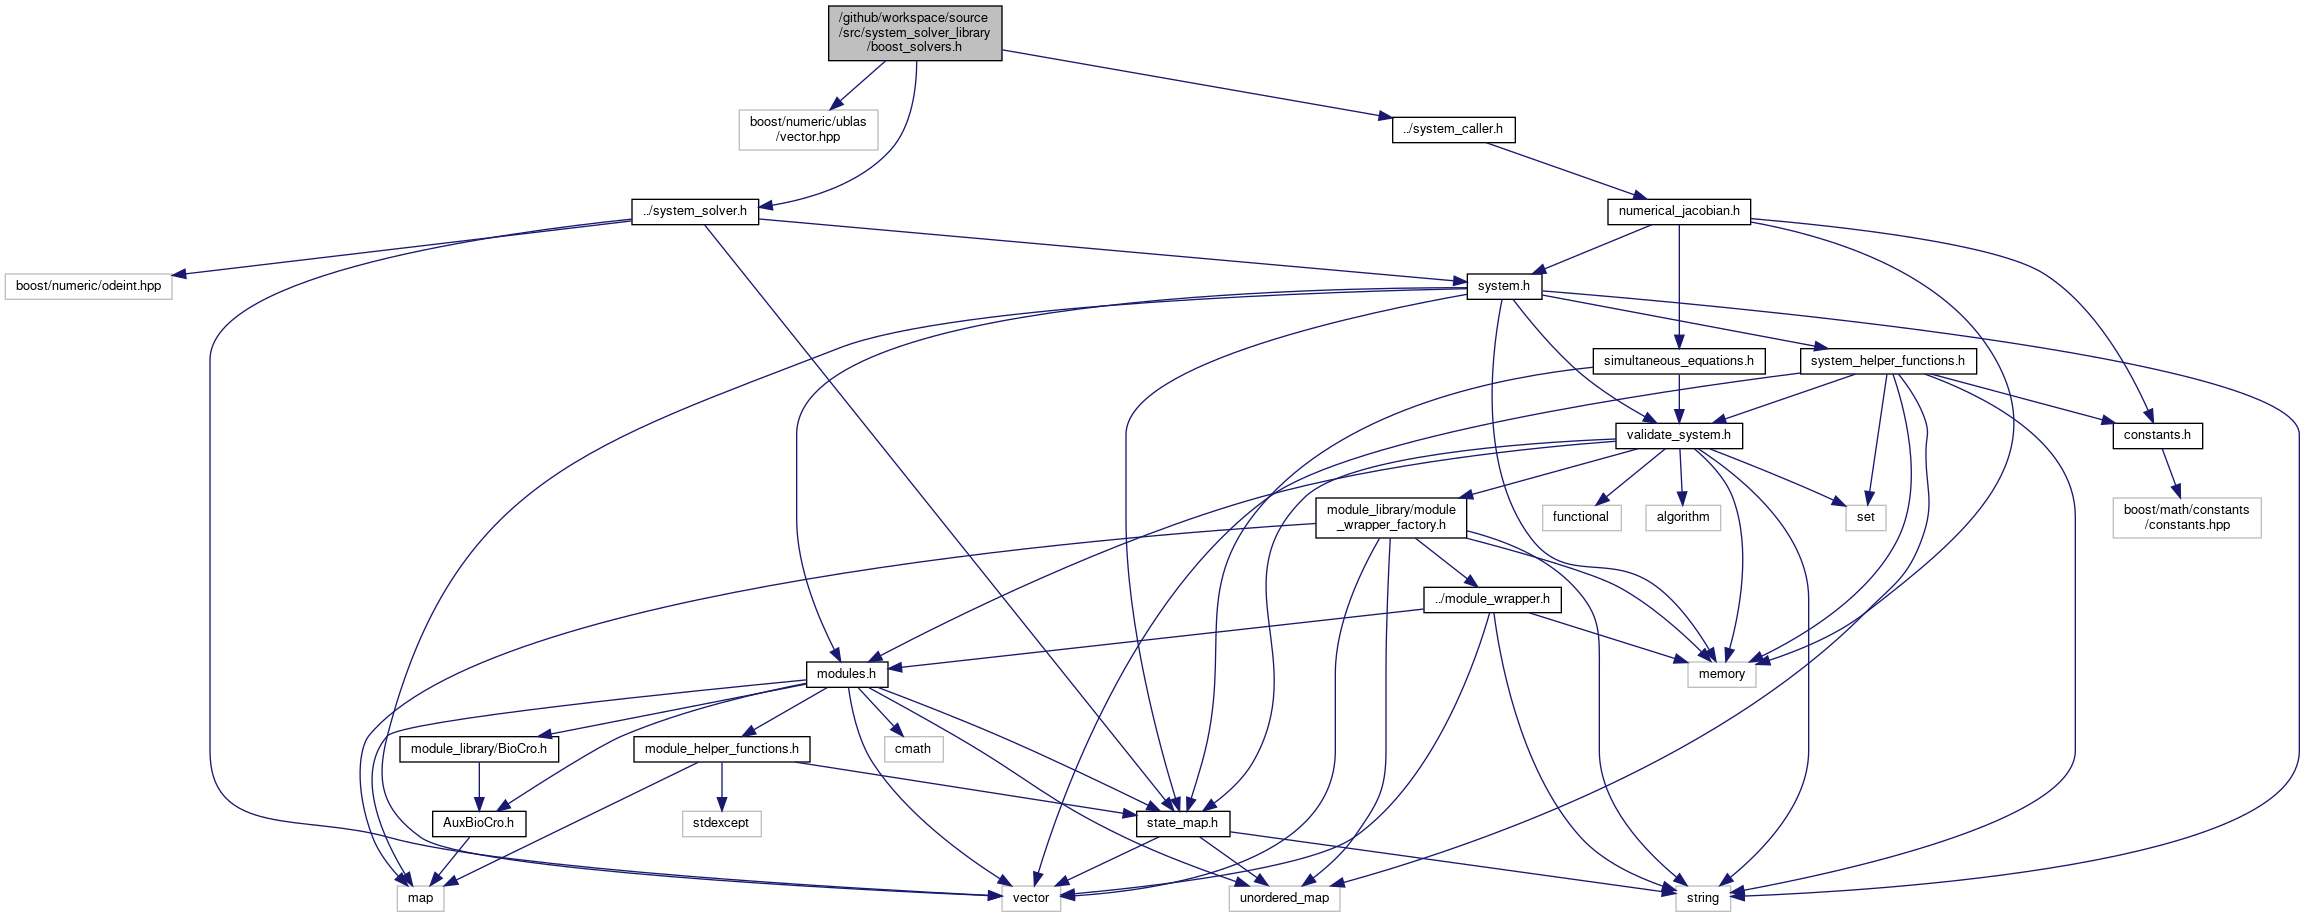 /github/workspace/source
/src/system_solver_library
/boost_solvers.h
boost/numeric/ublas
/vector.hpp
../system_caller.h
../system_solver.h
numerical_jacobian.h
boost/numeric/odeint.hpp
system.h
simultaneous_equations.h
system_helper_functions.h
validate_system.h
constants.h
module_library/module
_wrapper_factory.h
functional
algorithm
set
boost/math/constants
/constants.hpp
../module_wrapper.h
modules.h
memory
module_library/BioCro.h
module_helper_functions.h
cmath
AuxBioCro.h
stdexcept
state_map.h
map
vector
unordered_map
string